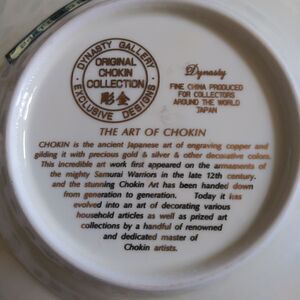 DYNASTY GALLERY
ORIGINAL
CHOKIN
COLLECTION
彫金
EXCLUSIVE DESIGNS
Dynasty
FINE CHINA PRODUCED
FOR COLLECTORS
AROUND THE WORLD
JAPAN
THE ART OF CHOKIN
CHOKIN is the ancient Japanese art of engraving copper and
gilding it with precious gold & silver & other decorative colors.
This incredible art work first appeared on the armaments of
the mighty Samurai Warriors in the late 12th century,
and the stunning Chokin Art has been handed down
from generation to generation. Today it has
evolved into an art of decorating various
household articles as well as prized art
collections by a handful of renowned
and dedicated master of
Chokin artists.